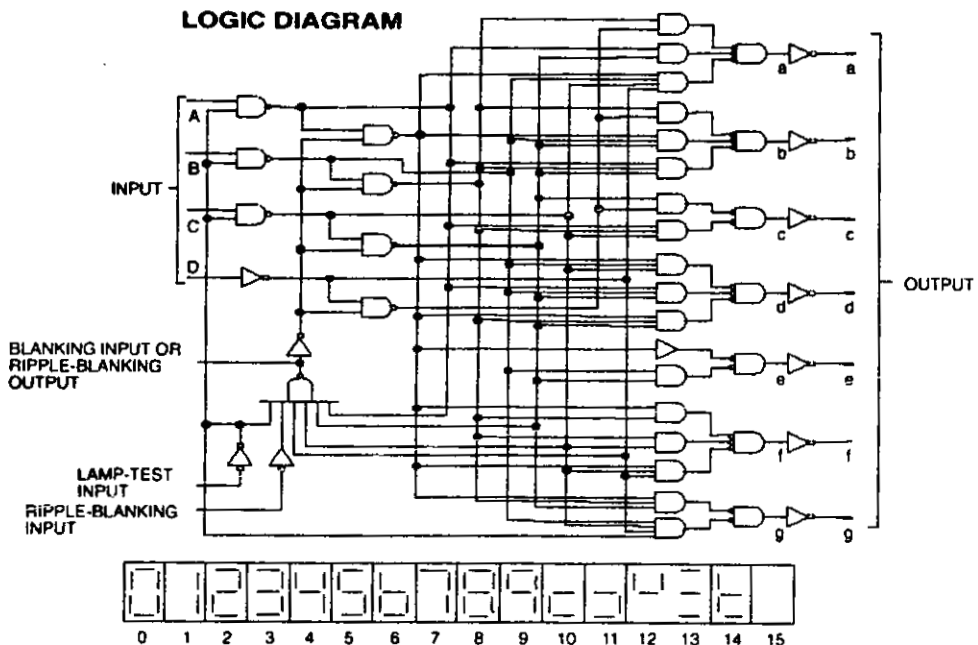 LOGIC DIAGRAM
A
B
INPUT
C
D
BLANKING INPUT OR
RIPPLE-BLANKING
OUTPUT
LAMP-TEST
INPUT
RIPPLE-BLANKING
INPUT
a a
b b
c c
d d
e e
f f
g g
OUTPUT
0 1 2 3 4 5 6 7 8 9 10 11 12 13 14 15